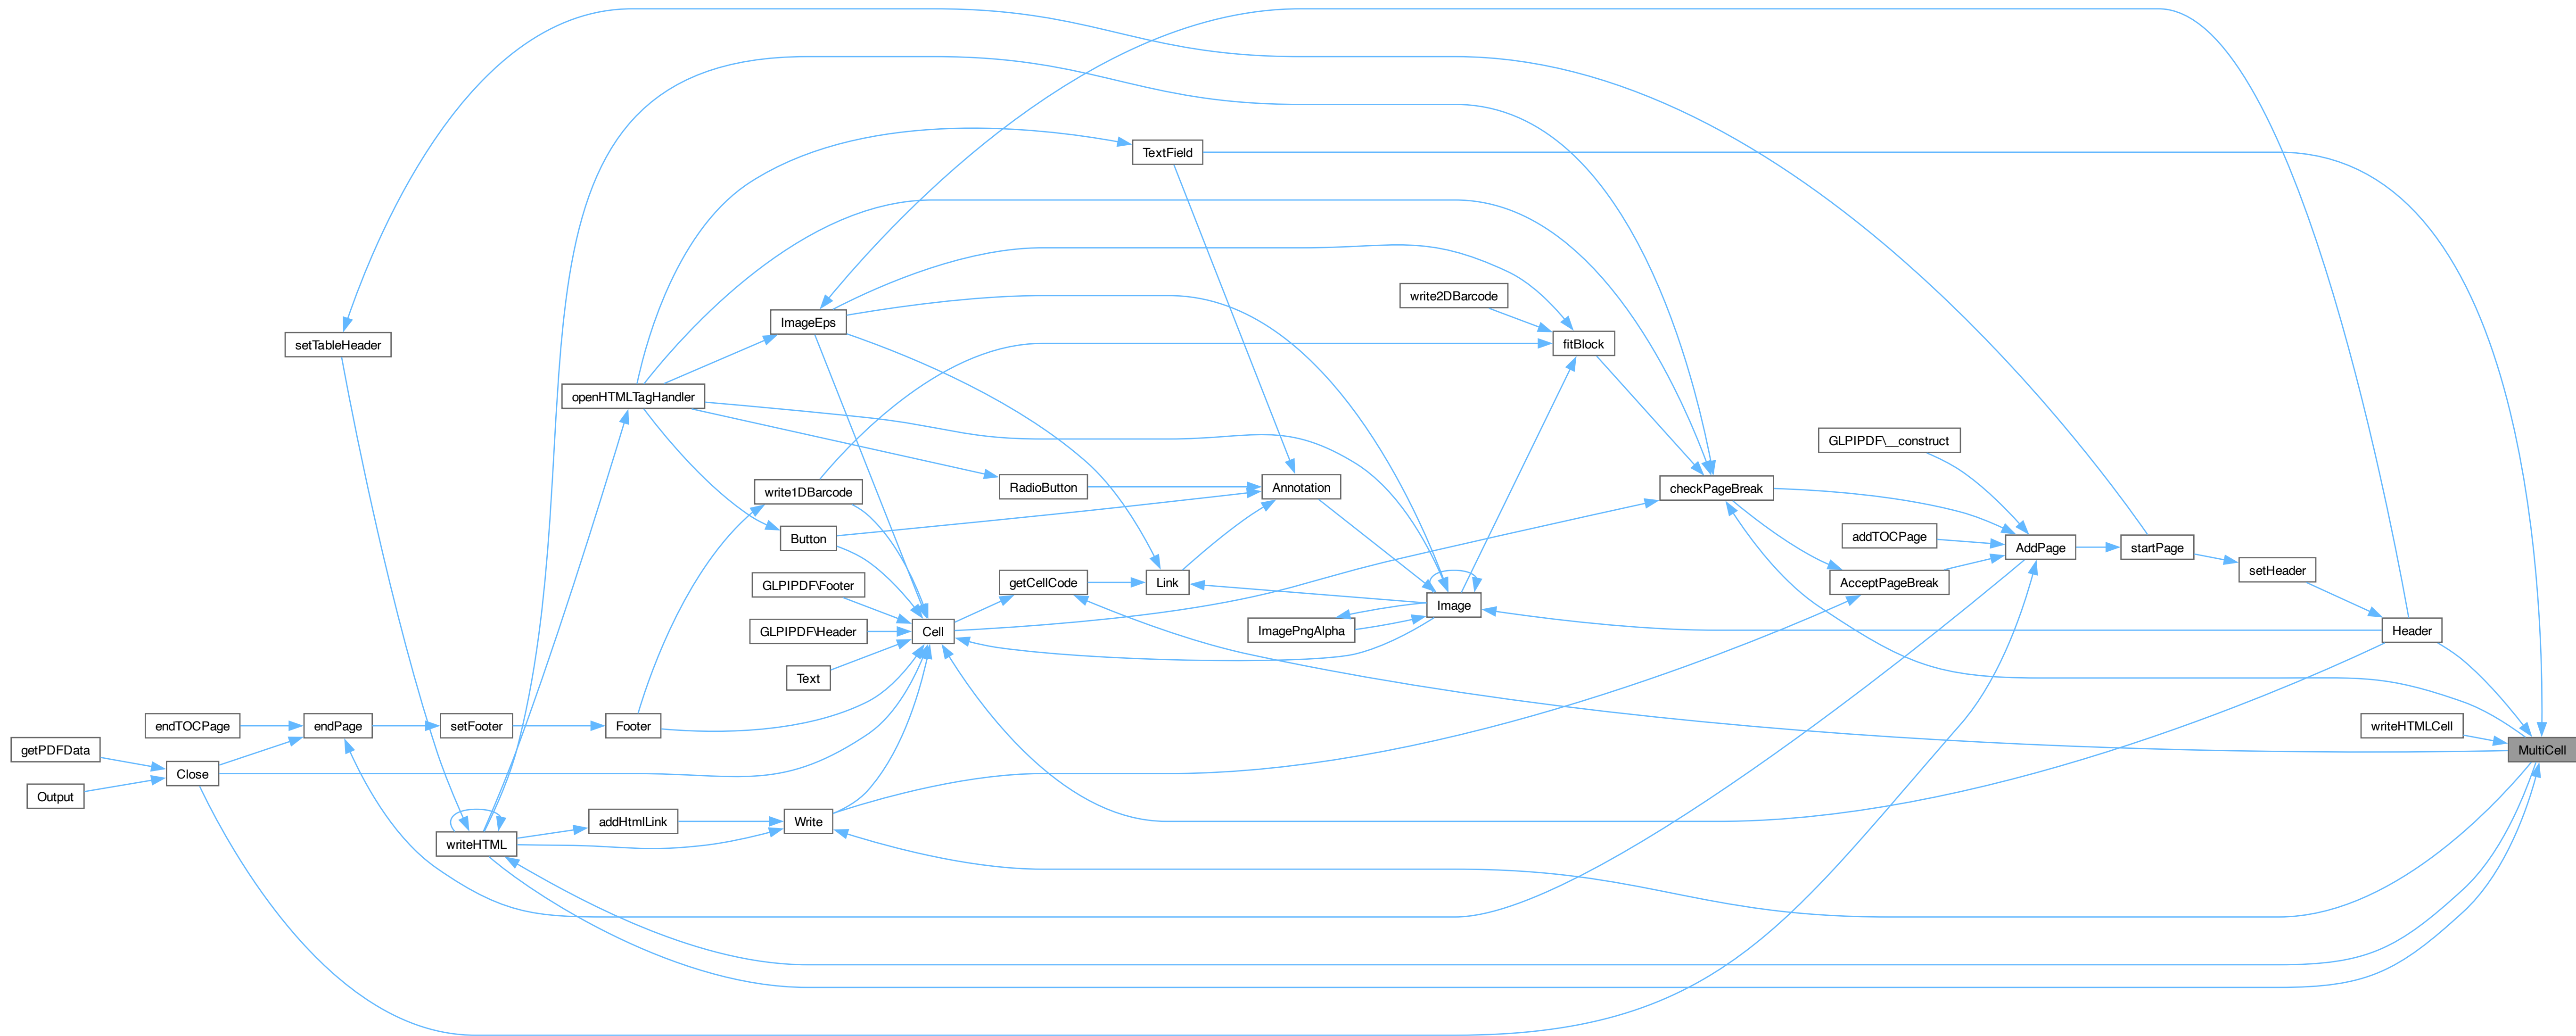 TextField
write2DBarcode
ImageEps
setTableHeader
fitBlock
openHTMLTagHandler
GLPIPDF\__construct
RadioButton
Annotation
checkPageBreak
write1DBarcode
Button
addTOCPage
AddPage
startPage
setHeader
GLPIPDF\Footer
getCellCode
Link
AcceptPageBreak
Image
GLPIPDF\Header
Cell
ImagePngAlpha
Header
Text
endTOCPage
endPage
setFooter
Footer
writeHTMLCell
getPDFData
MultiCell
Close
Output
addHtmlLink
Write
writeHTML